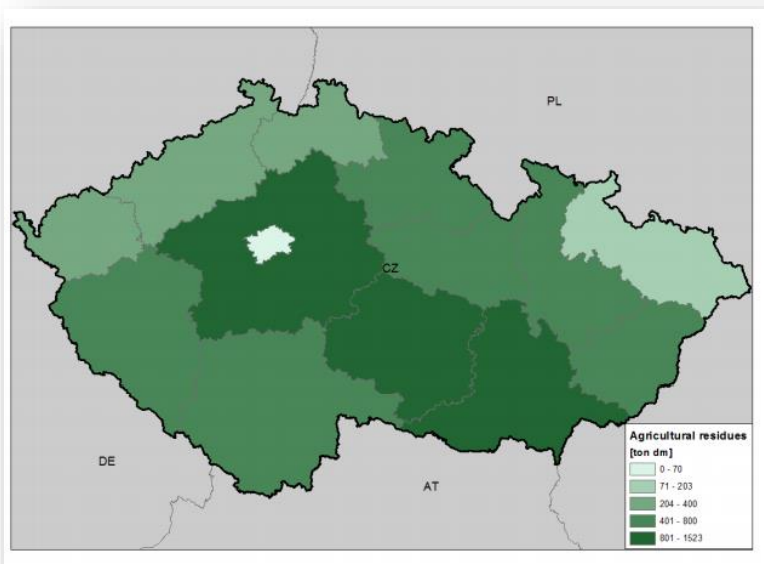 PL
CZ
DE
AT
Agricultural residues
[ton dm]
0 - 70
71 - 203
204 - 400
401 - 800
801 - 1523